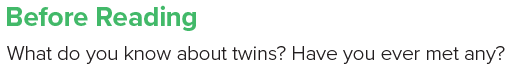 Before Reading
What do you know about twins? Have you ever met any?